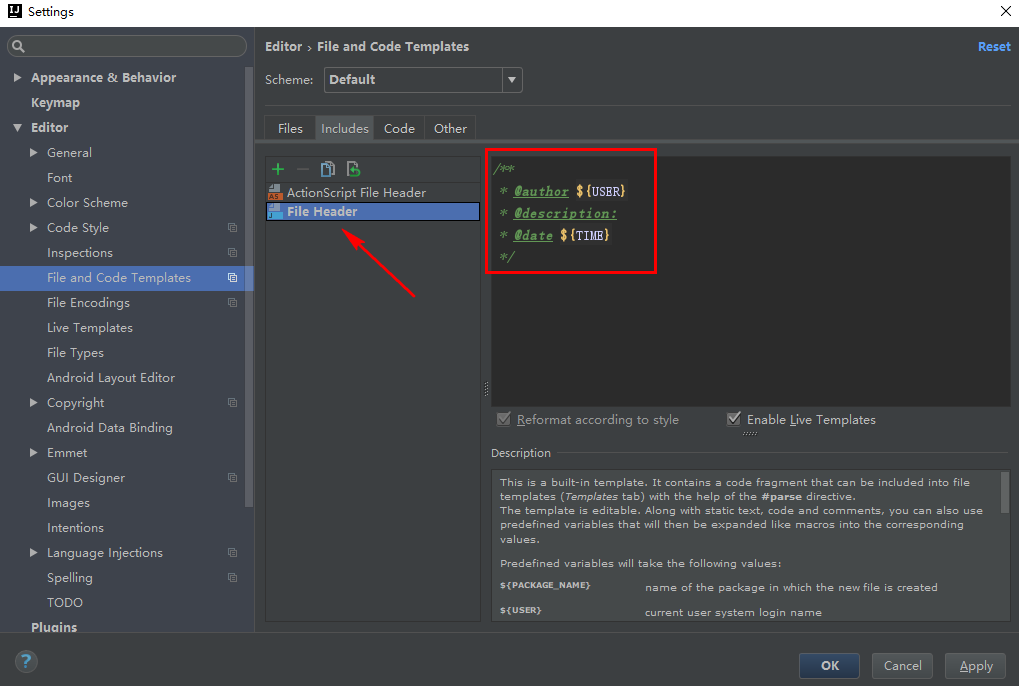 Settings
Editor › File and Code Templates
Reset
Scheme: Default
Appearance & Behavior
Keymap
Editor
General
Font
Color Scheme
Code Style
Inspections
File and Code Templates
File Encodings
Live Templates
File Types
Android Layout Editor
Copyright
Android Data Binding
Emmet
GUI Designer
Images
Intentions
Language Injections
Spelling
TODO
Plugins
Files Includes Code Other
ActionScript File Header
File Header
/**
* @author ${USER}
* @description:
* @date ${TIME}
*/
Reformat according to style
Enable Live Templates
Description
This is a built-in template. It contains a code fragment that can be included into file
templates (Templates tab) with the help of the #parse directive.
The template is editable. Along with static text, code and comments, you can also use
predefined variables that will then be expanded like macros into the corresponding
values.
Predefined variables will take the following values:
${PACKAGE_NAME} name of the package in which the new file is created
${USER} current user system login name
?
OK
Cancel
Apply